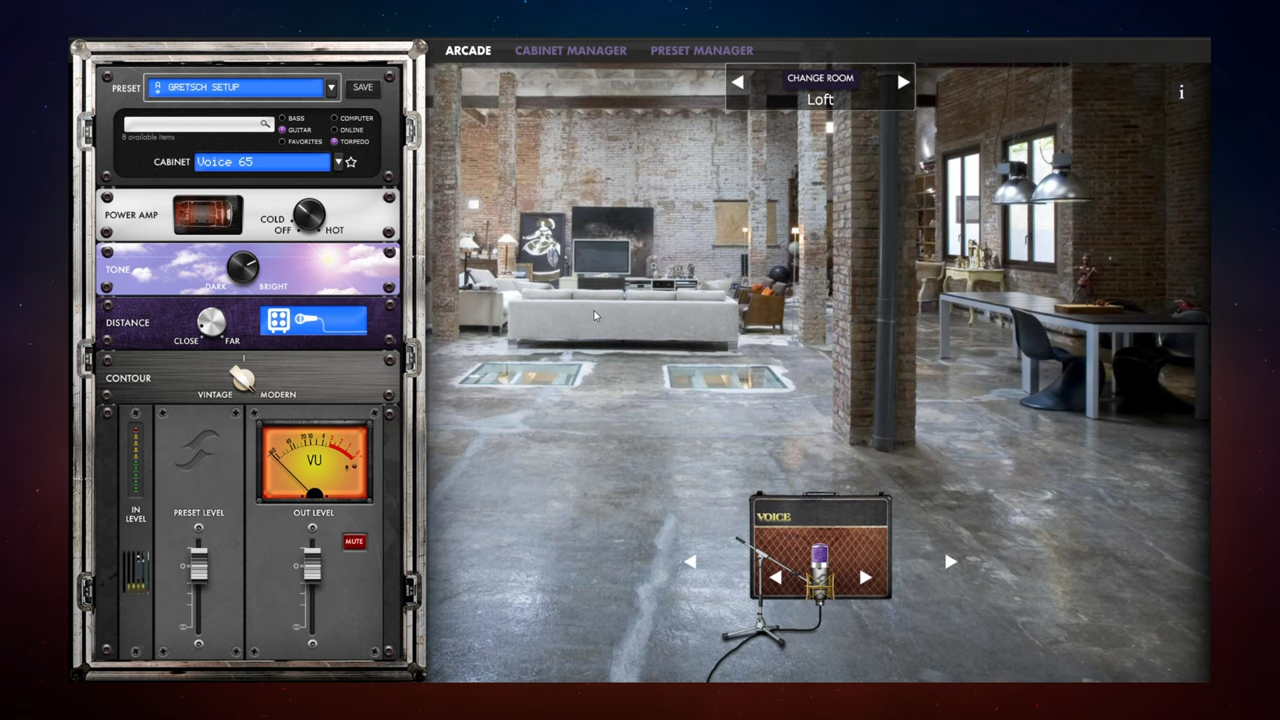 ARCADE CABINET MANAGER PRESET MANAGER
PRESET GRETSCH SETUP SAVE
CHANGE ROOM
Loft
i
8 available items
BASS COMPUTER
GUITAR ONLINE
FAVORITES TORPEDO
CABINET Voice 65
POWER AMP COLD
OFF HOT
TONE
DARK BRIGHT
DISTANCE
CLOSE FAR
CONTOUR
VINTAGE MODERN
VU
IN
LEVEL
PRESET LEVEL OUT LEVEL
MUTE
VOICE